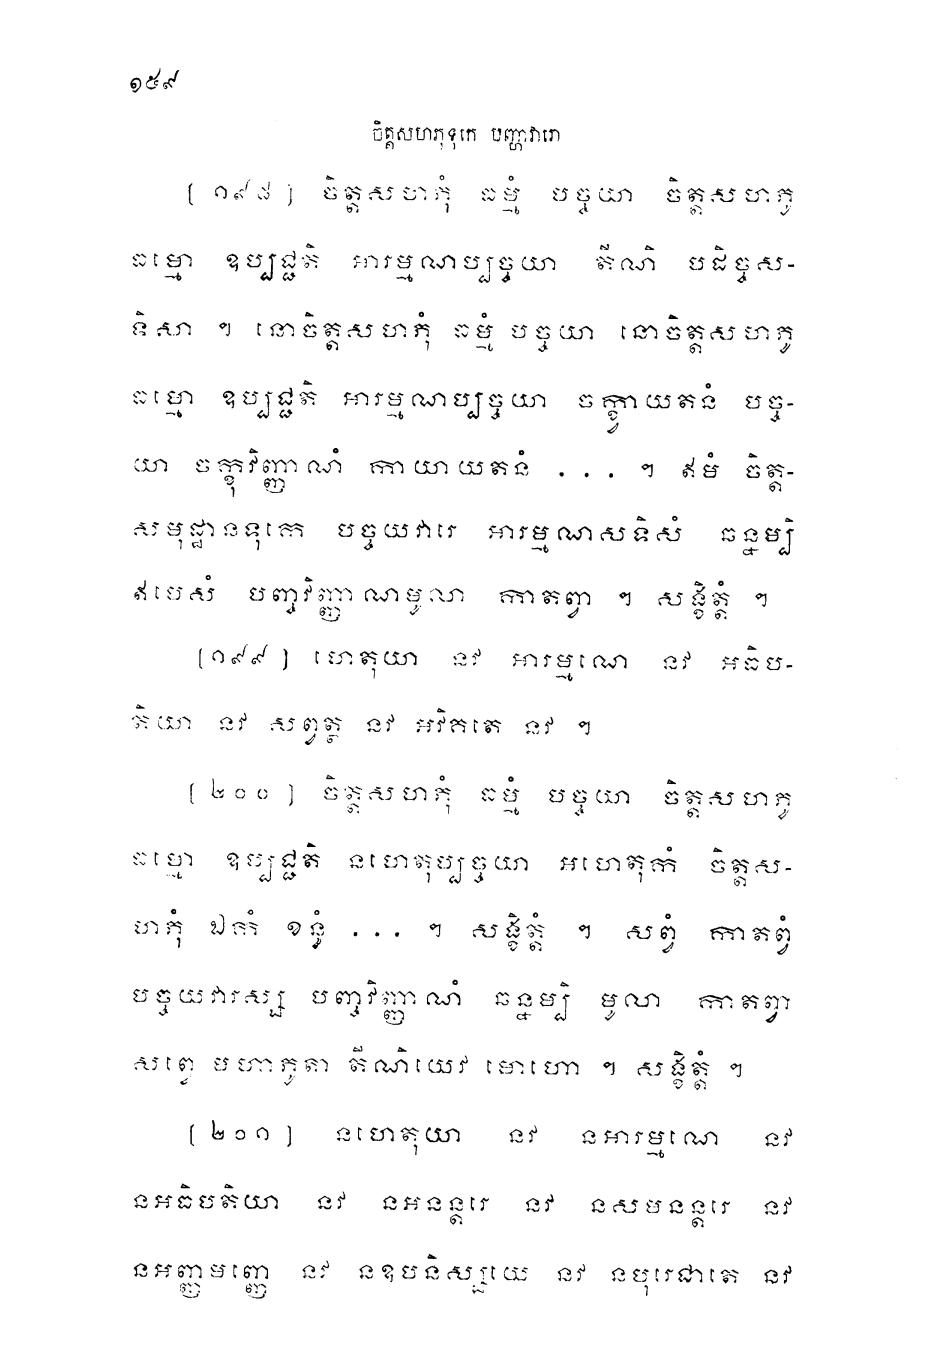 ១៥៩
ចិត្តសហភុទុកេ បញ្ហាវារោ
[១៩៨] ចិត្តសហភុំ ធម្មំ បច្ចយា ចិត្តសហភូ
ធម្មោ ឧប្បជ្ជតិ អារម្មណប្បច្ចយា តីណិ បដិច្ចស-
ទិសា ។ នោចិត្តសហភុំ ធម្មំ បច្ចយា នោចិត្តសហភូ
ធម្មោ ឧប្បជ្ជតិ អារម្មណប្បច្ចយា ចក្ខ្វាយតនំ បច្ច-
យា ចក្ខុវិញ្ញាណំ កាយាយតនំ ... ។ ឥមំ ចិត្ត-
សមុដ្ឋានទុកេ បច្ចយវារេ អារម្មណសទិសំ ឆន្នម្បិ
ឥមេសំ បញ្ចវិញ្ញាណមូលា កាតព្វា ។ សង្ខិត្តំ ។
[១៩៩] ហេតុយា នវ អារម្មណេ នវ អធិប-
តិយា នវ សព្វត្ថ នវ អវិគតេ នវ ។
[២០០] ចិត្តសហភុំ ធម្មំ បច្ចយា ចិត្តសហភូ
ធម្មោ ឧប្បជ្ជតិ នហេតុប្បច្ចយា អហេតុកំ ចិត្តស-
ហភុំ ឯកំ ខន្ធំ ... ។ សង្ខិត្តំ ។ សព្វំ កាតព្វំ
បច្ចយវារស្ស បញ្ចវិញ្ញាណំ ឆន្នម្បិ មូលា កាតព្វា
សព្វេ មហាភូតា តីណិយេវ មោហោ ។ សង្ខិត្តំ ។
[២០១] នហេតុយា នវ នអារម្មណេ នវ
នអធិបតិយា នវ នអនន្តរេ នវ នសមនន្តរេ នវ
នអញ្ញមញ្ញេ នវ នឧបនិស្សយេ នវ នបុរេជាតេ នវ